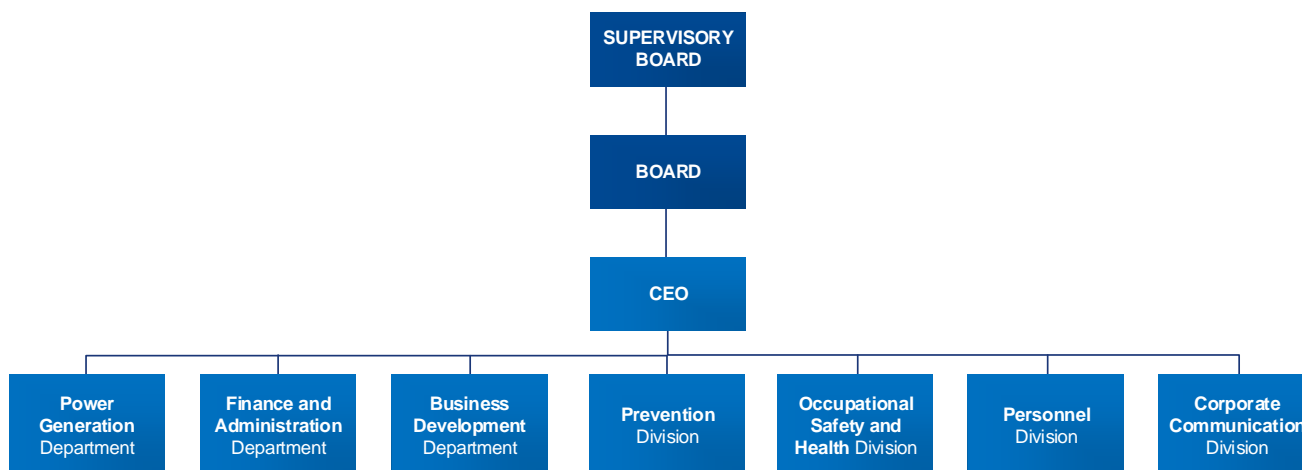 SUPERVISORY
BOARD
BOARD
CEO
Power
Generation
Department
Finance and
Administration
Department
Business
Development
Department
Prevention
Division
Occupational
Safety and
Health Division
Personnel
Division
Corporate
Communication
Division